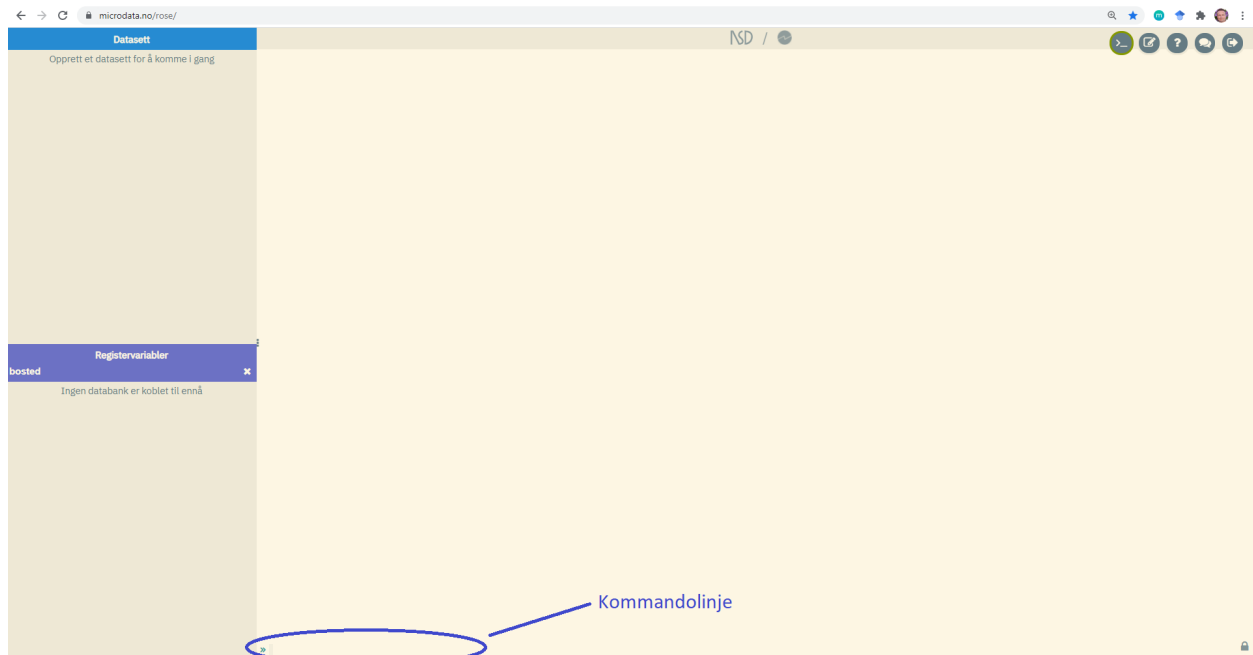 microdata.no/rose/
Datasett
Opprett et datasett for å komme i gang
NSD /
Registervariabler
bosted
Ingen databank er koblet til ennå
Kommandolinje
»